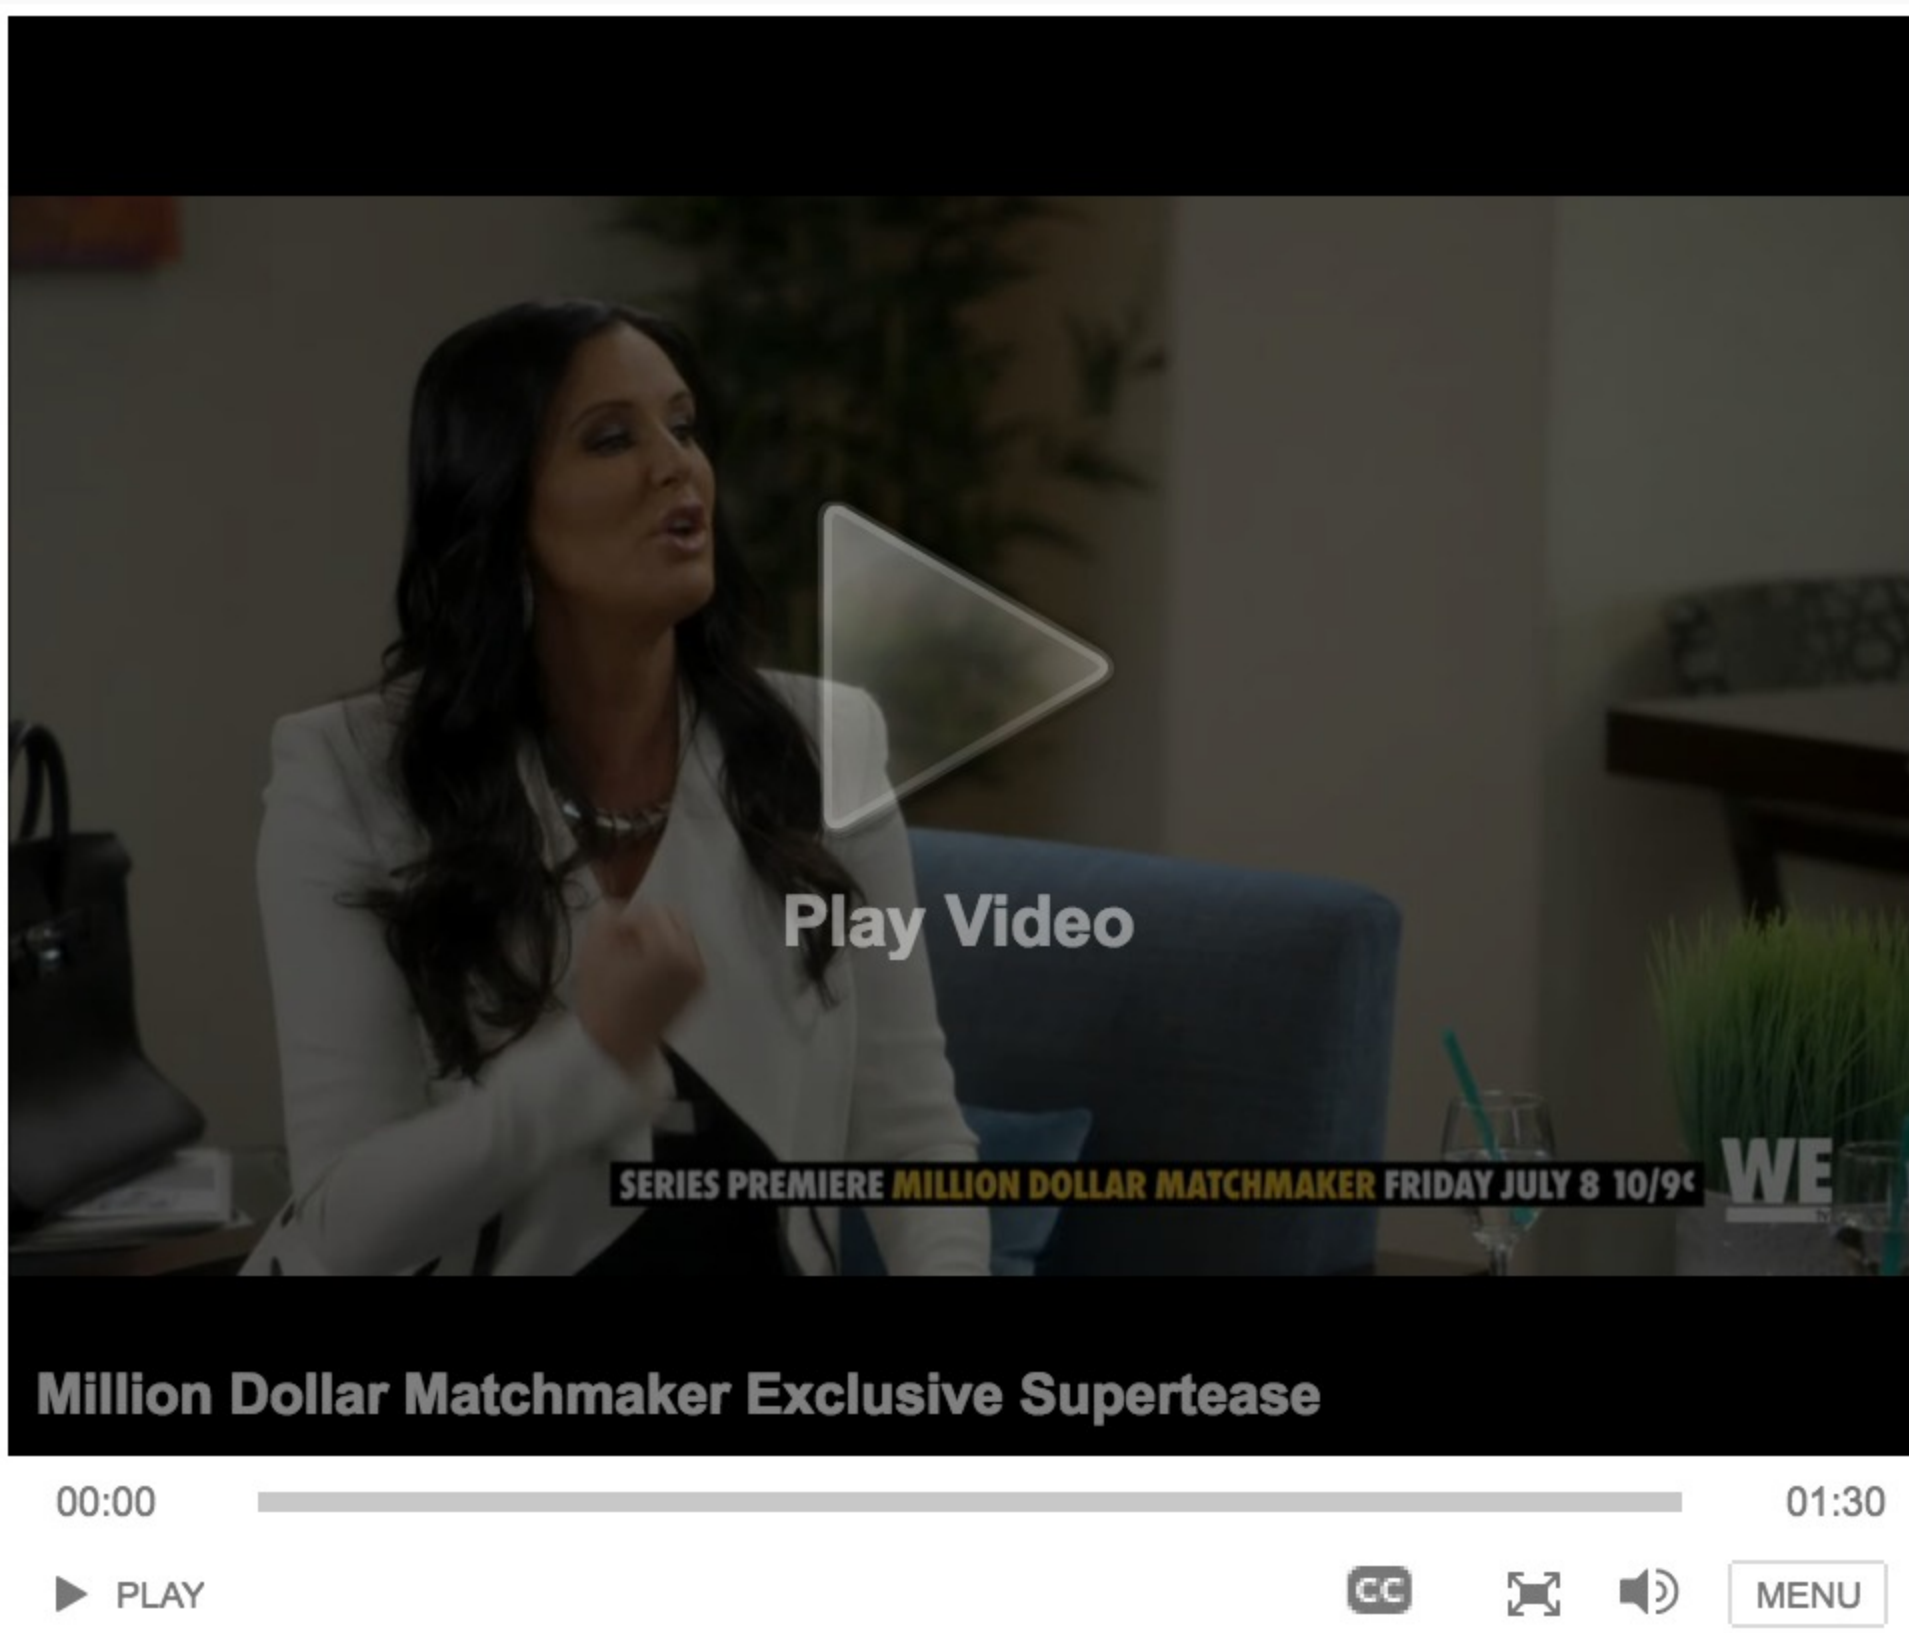 Play Video
SERIES PREMIERE MILLION DOLLAR MATCHMAKER FRIDAY JULY 8 10/9c
WE
tv
Million Dollar Matchmaker Exclusive Supertease
00:00
01:30
PLAY
CC
MENU